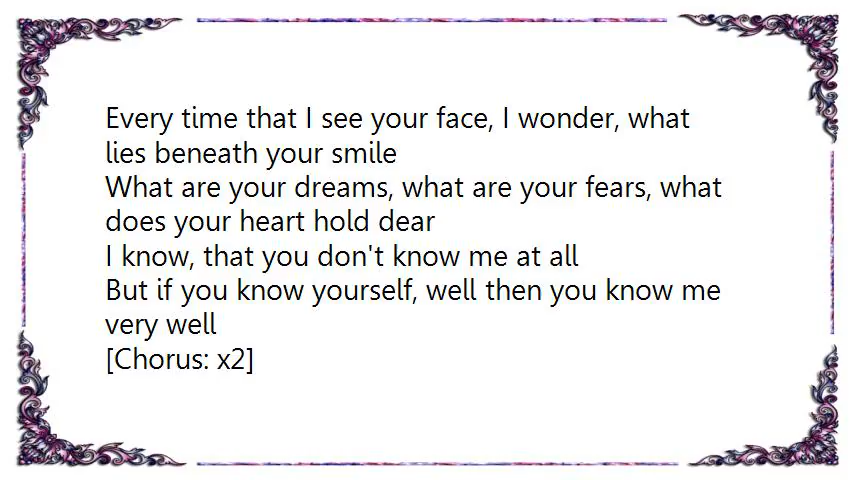 Every time that I see your face, I wonder, what
lies beneath your smile
What are your dreams, what are your fears, what
does your heart hold dear
I know, that you don't know me at all
But if you know yourself, well then you know me
very well
[Chorus: x2]